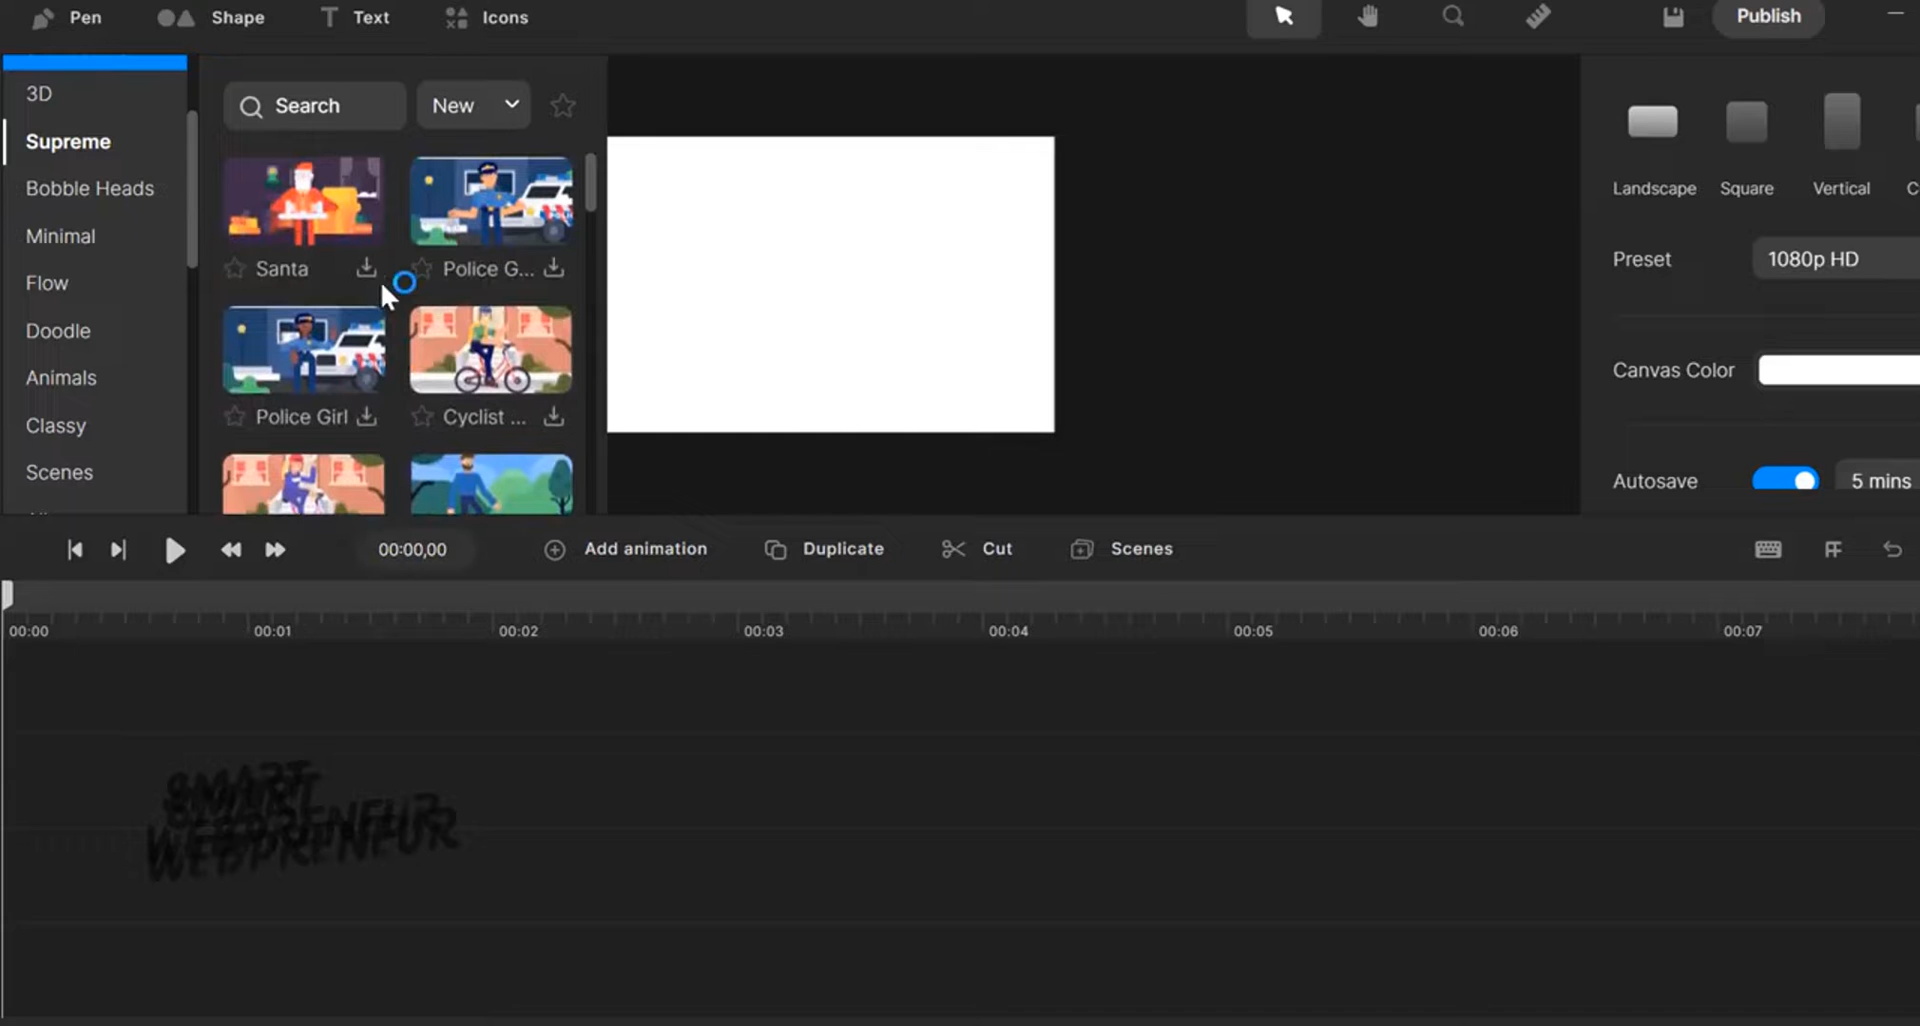 Pen Shape Text Icons Publish
3D
Supreme
Bobble Heads
Minimal
Flow
Doodle
Animals
Classy
Scenes
Search New
Santa Police G...
Police Girl Cyclist ...
Landscape Square Vertical C
Preset 1080p HD
Canvas Color
Autosave 5 mins
00:00,00 Add animation Duplicate Cut Scenes
00:00 00:01 00:02 00:03 00:04 00:05 00:06 00:07
SMART
WEBPRENEUR